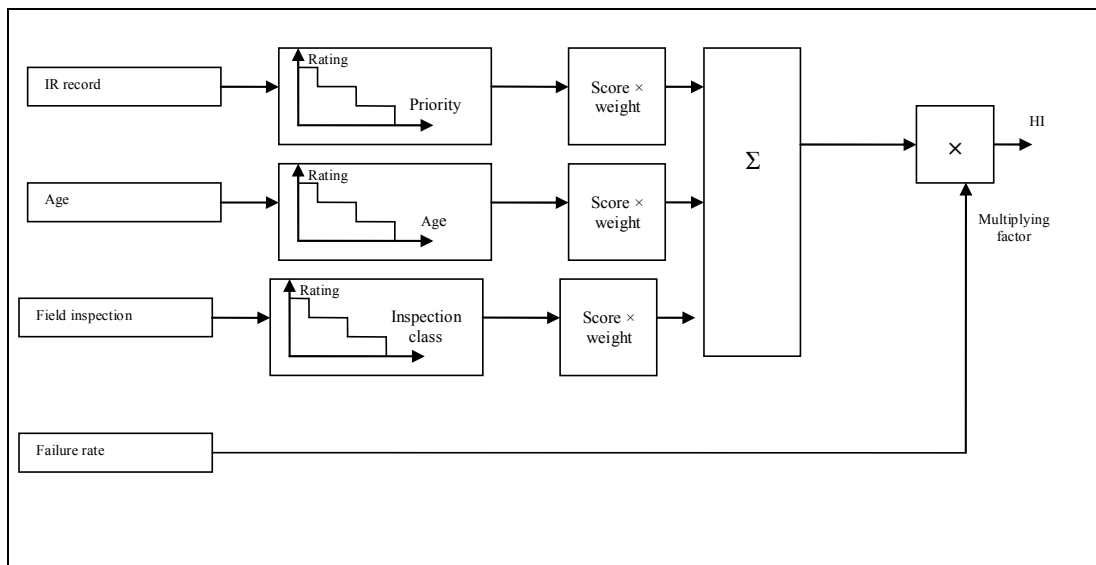 IR record
Rating
Priority
Score ×
weight
Age
Rating
Age
Score ×
weight
Σ
×
HI
Multiplying
factor
Field inspection
Rating
Inspection
class
Score ×
weight
Failure rate